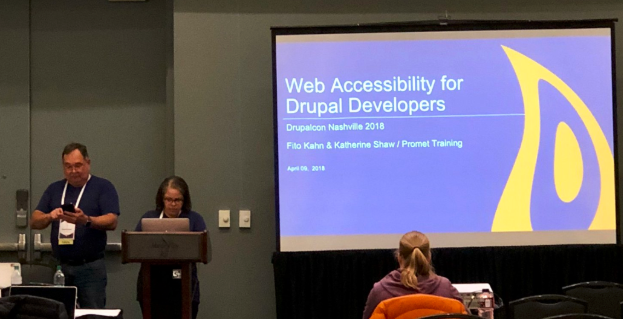 Web Accessibility for
Drupal Developers
Drupalcon Nashville 2018
Fito Kahn & Katherine Shaw / Promet Training
April 09, 2018